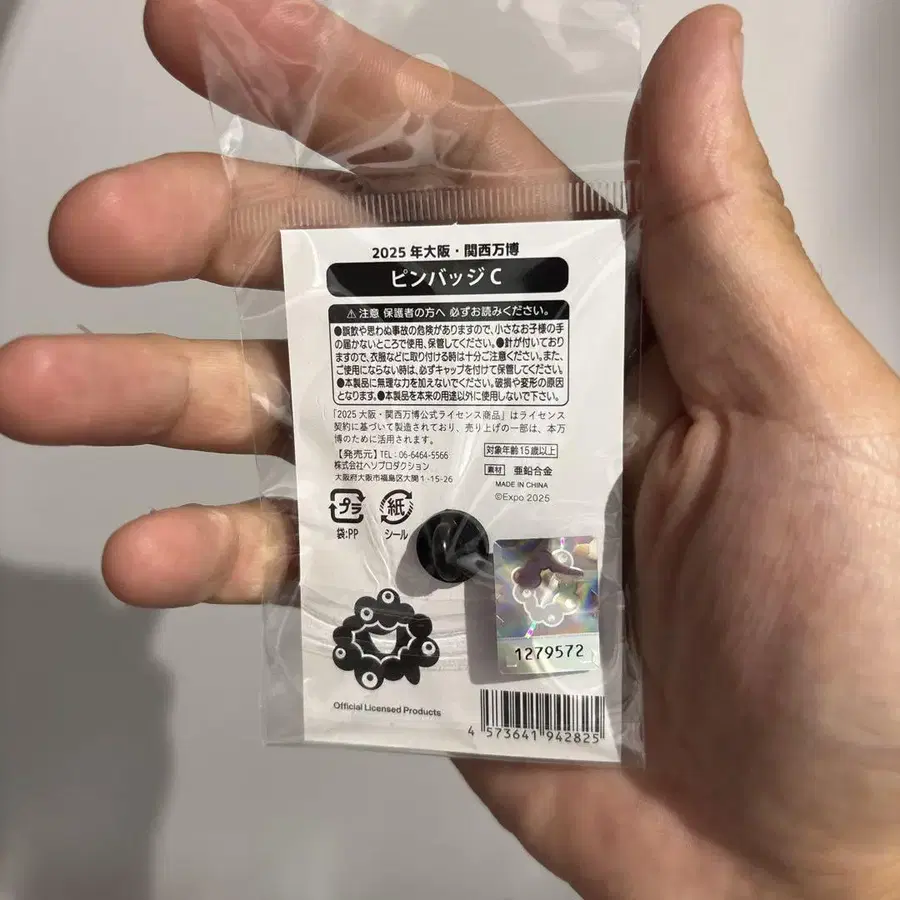 2025 年大阪・関西万博
ピンバッジ C
⚠注意 保護者の方へ 必ずお読みください。
●誤飲や思わぬ事故の危険がありますので、小さなお子様の手
の届かないところで使用、保管してください。●針が付いており
ますので、衣服などに取り付ける時は十分ご注意ください。また、
ご使用にならない時は、必ずキャップを付けて保管してください。
●本製品に無理な力を加えないでください。破損や変形の原因
となります。●本製品を本来の用途以外に使用しないで下さい。
「2025 大阪・関西万博公式ライセンス商品」はライセンス
契約に基づいて製造されており、売り上げの一部は、本万
博のために活用されます。
【発売元】TEL:06-6464-5566
株式会社ヘソプロダクション
大阪府大阪市福島区大開1-15-26
対象年齢15歳以上
素材 亜鉛合金
MADE IN CHINA
©Expo 2025
プラ
袋:PP
紙
シール
1279572
Official Licensed Products
4 573641 942825